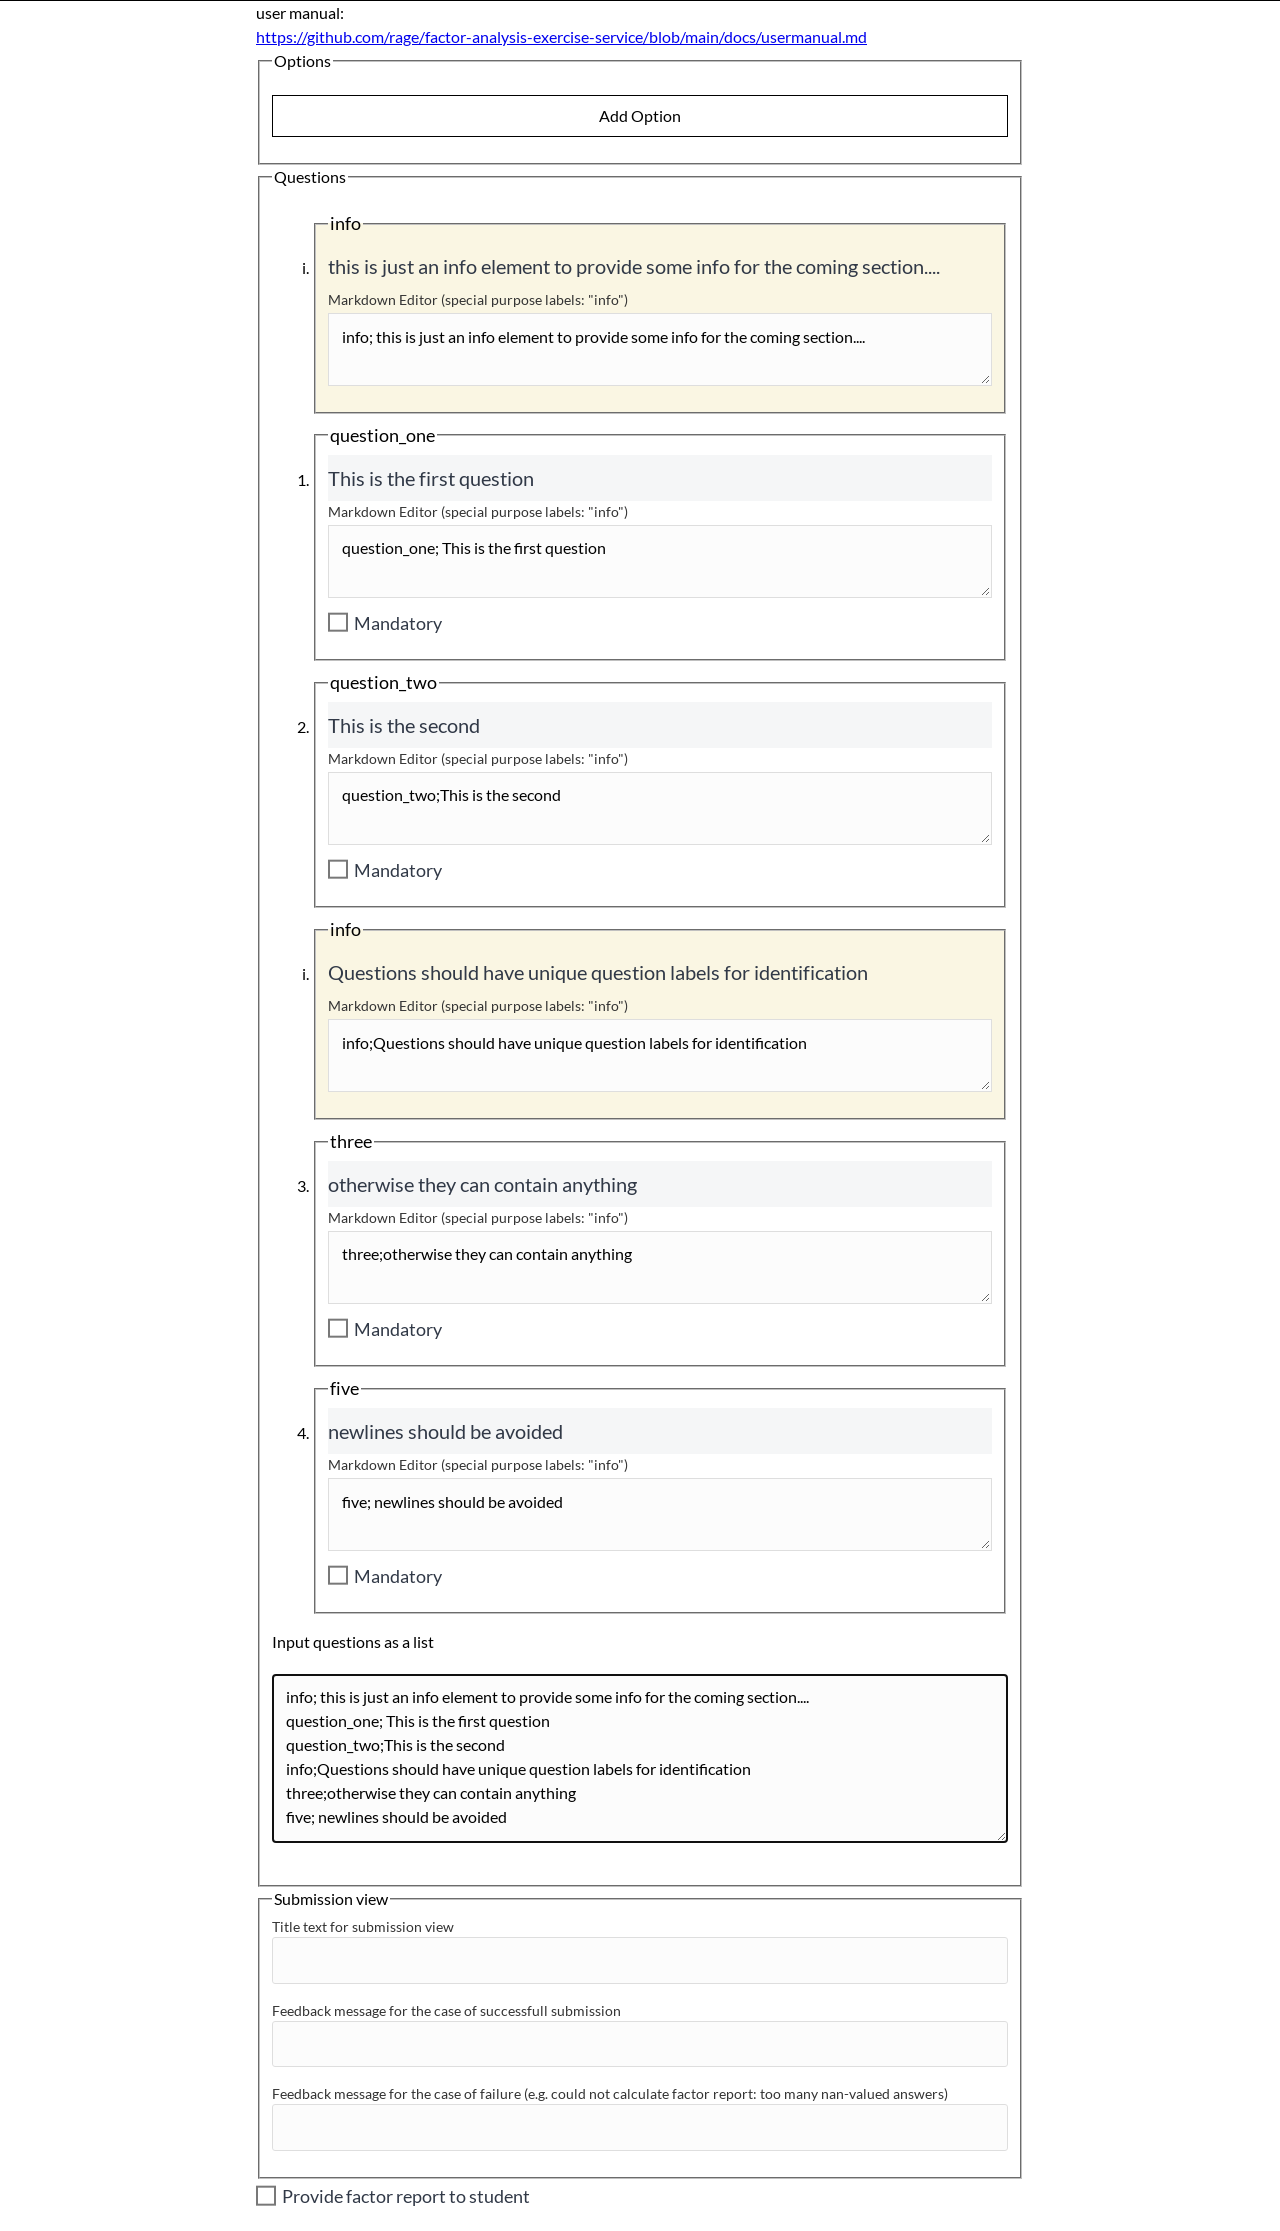 user manual:
https://github.com/rage/factor-analysis-exercise-service/blob/main/docs/usermanual.md
Options
Add Option
Questions
info
i.
this is just an info element to provide some info for the coming section....
Markdown Editor (special purpose labels: "info")
info; this is just an info element to provide some info for the coming section....
question_one
1.
This is the first question
Markdown Editor (special purpose labels: "info")
question_one; This is the first question
Mandatory
question_two
2.
This is the second
Markdown Editor (special purpose labels: "info")
question_two;This is the second
Mandatory
info
i.
Questions should have unique question labels for identification
Markdown Editor (special purpose labels: "info")
info;Questions should have unique question labels for identification
three
3.
otherwise they can contain anything
Markdown Editor (special purpose labels: "info")
three;otherwise they can contain anything
Mandatory
five
4.
newlines should be avoided
Markdown Editor (special purpose labels: "info")
five; newlines should be avoided
Mandatory
Input questions as a list
info; this is just an info element to provide some info for the coming section....
question_one; This is the first question
question_two;This is the second
info;Questions should have unique question labels for identification
three;otherwise they can contain anything
five; newlines should be avoided
Submission view
Title text for submission view
Feedback message for the case of successfull submission
Feedback message for the case of failure (e.g. could not calculate factor report: too many nan-valued answers)
Provide factor report to student